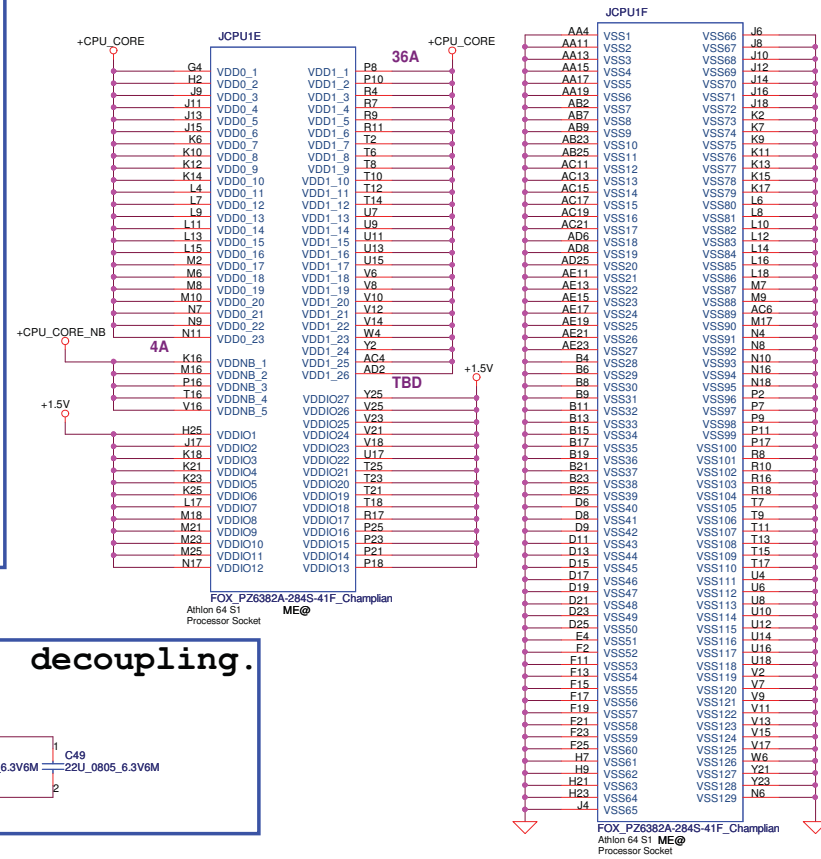 JCPU1E
+CPU_CORE +CPU_CORE
36A
G4 VDD0_1 VDD1_1 P8
H2 VDD0_2 VDD1_2 P10
J9 VDD0_3 VDD1_3 R4
J11 VDD0_4 VDD1_4 R7
J13 VDD0_5 VDD1_5 R9
J15 VDD0_6 VDD1_6 R11
K6 VDD0_7 VDD1_7 T2
K10 VDD0_8 VDD1_8 T6
K12 VDD0_9 VDD1_9 T8
K14 VDD0_10 VDD1_10 T10
L4 VDD0_11 VDD1_11 T12
L7 VDD0_12 VDD1_12 T14
L9 VDD0_13 VDD1_13 U7
L11 VDD0_14 VDD1_14 U9
L13 VDD0_15 VDD1_15 U11
L15 VDD0_16 VDD1_16 U13
M2 VDD0_17 VDD1_17 U15
M6 VDD0_18 VDD1_18 V6
M8 VDD0_19 VDD1_19 V8
M10 VDD0_20 VDD1_20 V10
N7 VDD0_21 VDD1_21 V12
N9 VDD0_22 VDD1_22 V14
N11 VDD0_23 VDD1_23 W4
VDD1_24 Y2
+CPU_CORE_NB
4A
K16 VDDNB_1 VDD1_25 AC4
M16 VDDNB_2 VDD1_26 AD2
P16 VDDNB_3
T16 VDDNB_4
V16 VDDNB_5
TBD
+1.5V
+1.5V
VDDIO27 Y25
VDDIO26 V25
VDDIO25 V23
H25 VDDIO1 VDDIO24 V21
J17 VDDIO2 VDDIO23 V18
K18 VDDIO3 VDDIO22 U17
K21 VDDIO4 VDDIO21 T25
K23 VDDIO5 VDDIO20 T23
K25 VDDIO6 VDDIO19 T21
L17 VDDIO7 VDDIO18 T18
M18 VDDIO8 VDDIO17 R17
M21 VDDIO9 VDDIO16 P25
M23 VDDIO10 VDDIO15 P23
M25 VDDIO11 VDDIO14 P21
N17 VDDIO12 VDDIO13 P18
FOX_PZ6382A-284S-41F_Champlian
Athlon 64 S1 ME@
Processor Socket
decoupling.
1
C49
6.3V6M 22U_0805_6.3V6M
2
JCPU1F
AA4 VSS1 VSS66 J6
AA11 VSS2 VSS67 J8
AA13 VSS3 VSS68 J10
AA15 VSS4 VSS69 J12
AA17 VSS5 VSS70 J14
AA19 VSS6 VSS71 J16
AB2 VSS7 VSS72 J18
AB7 VSS8 VSS73 K2
AB9 VSS9 VSS74 K7
AB23 VSS10 VSS75 K9
AB25 VSS11 VSS76 K11
AC11 VSS12 VSS77 K13
AC13 VSS13 VSS78 K15
AC15 VSS14 VSS79 K17
AC17 VSS15 VSS80 L6
AC19 VSS16 VSS81 L8
AC21 VSS17 VSS82 L10
AD6 VSS18 VSS83 L12
AD8 VSS19 VSS84 L14
AD25 VSS20 VSS85 L16
AE11 VSS21 VSS86 L18
AE13 VSS22 VSS87 M7
AE15 VSS23 VSS88 M9
AE17 VSS24 VSS89 AC6
AE19 VSS25 VSS90 M17
AE21 VSS26 VSS91 N4
AE23 VSS27 VSS92 N8
B4 VSS28 VSS93 N10
B6 VSS29 VSS94 N16
B8 VSS30 VSS95 N18
B9 VSS31 VSS96 P2
B11 VSS32 VSS97 P7
B13 VSS33 VSS98 P9
B15 VSS34 VSS99 P11
B17 VSS35 VSS100 P17
B19 VSS36 VSS101 R8
B21 VSS37 VSS102 R10
B23 VSS38 VSS103 R16
B25 VSS39 VSS104 R18
D6 VSS40 VSS105 T7
D8 VSS41 VSS106 T9
D9 VSS42 VSS107 T11
D11 VSS43 VSS108 T13
D13 VSS44 VSS109 T15
D15 VSS45 VSS110 T17
D17 VSS46 VSS111 U4
D19 VSS47 VSS112 U6
D21 VSS48 VSS113 U8
D23 VSS49 VSS114 U10
D25 VSS50 VSS115 U12
E4 VSS51 VSS116 U14
F2 VSS52 VSS117 U16
F11 VSS53 VSS118 U18
F13 VSS54 VSS119 V2
F15 VSS55 VSS120 V7
F17 VSS56 VSS121 V9
F19 VSS57 VSS122 V11
F21 VSS58 VSS123 V13
F23 VSS59 VSS124 V15
F25 VSS60 VSS125 V17
H7 VSS61 VSS126 W6
H9 VSS62 VSS127 Y21
H21 VSS63 VSS128 Y23
H23 VSS64 VSS129 N6
J4 VSS65
FOX_PZ6382A-284S-41F_Champlian
Athlon 64 S1 ME@
Processor Socket